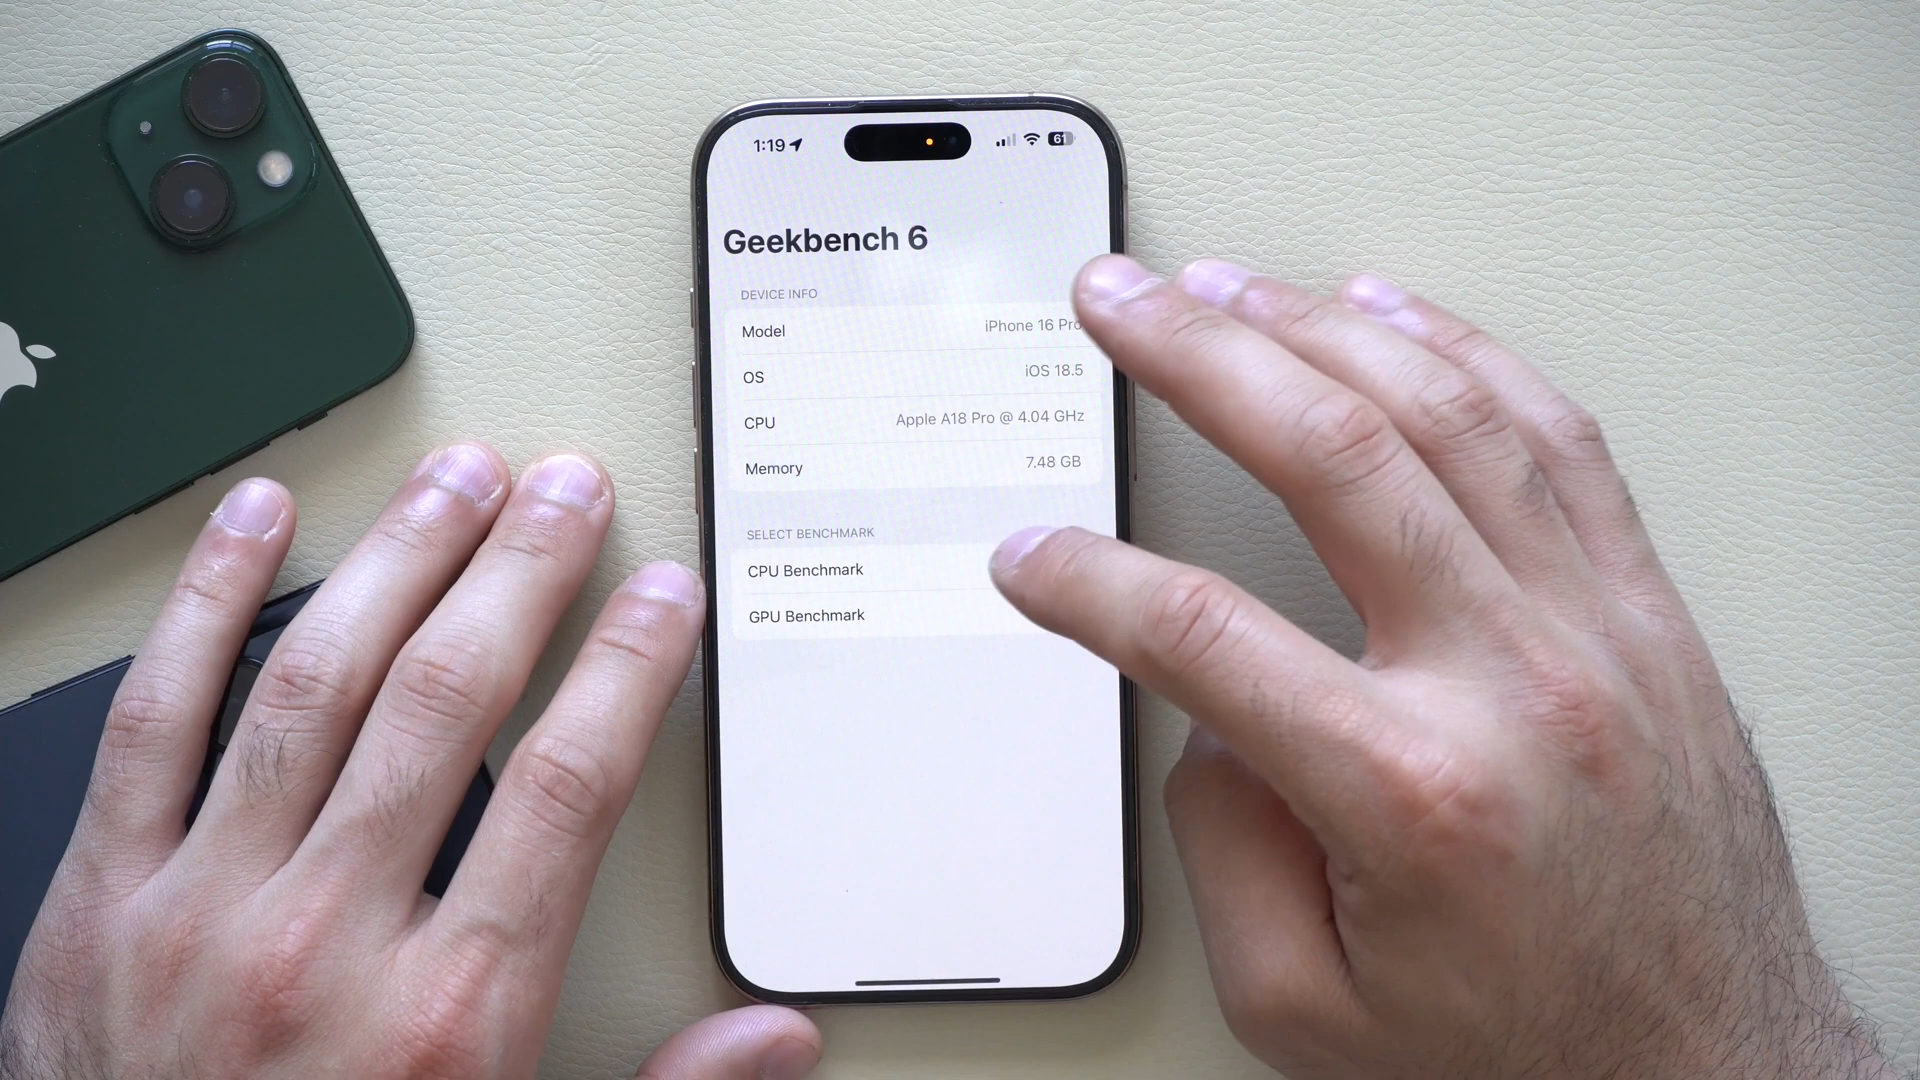 1:19
61
Geekbench 6
DEVICE INFO
Model iPhone 16 Pro
OS iOS 18.5
CPU Apple A18 Pro @ 4.04 GHz
Memory 7.48 GB
SELECT BENCHMARK
CPU Benchmark
GPU Benchmark